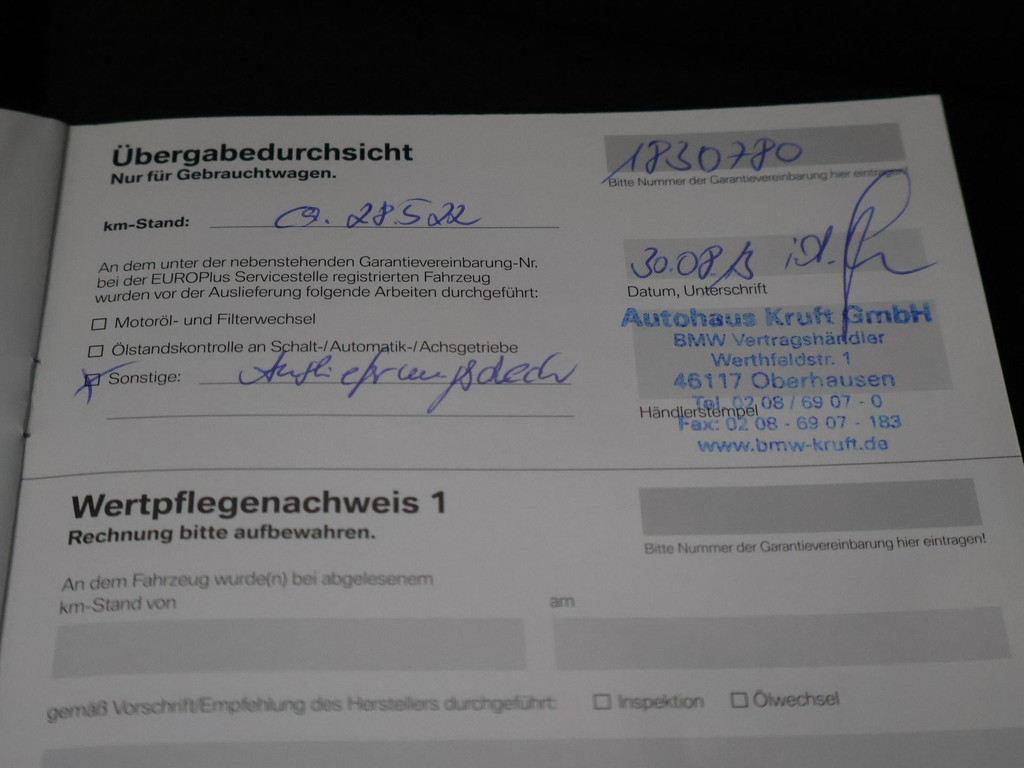 Übergabedurchsicht
Nur für Gebrauchtwagen.
1830780
Bitte Nummer der Garantievereinbarung hier eintragen!
km-Stand: ca. 28522
An dem unter der nebenstehenden Garantievereinbarung-Nr.
bei der EUROPlus Servicestelle registrierten Fahrzeug
wurden vor der Auslieferung folgende Arbeiten durchgeführt:
Motoröl- und Filterwechsel
Ölstandskontrolle an Schalt-/Automatik-/Achsgetriebe
Sonstige:
30.08.13 i.A.
Datum, Unterschrift
Autohaus Kruft GmbH
BMW Vertragshändler
Werthfeldstr. 1
46117 Oberhausen
Tel. 02 08 / 69 07 - 0
Händlerstempel
Fax: 02 08 - 69 07 - 183
www.bmw-kruft.de
Wertpflegenachweis 1
Rechnung bitte aufbewahren.
Bitte Nummer der Garantievereinbarung hier eintragen!
An dem Fahrzeug wurde(n) bei abgelesenem
km-Stand von
am
gemäß Vorschrift/Empfehlung des Herstellers durchgeführt: Inspektion Ölwechsel